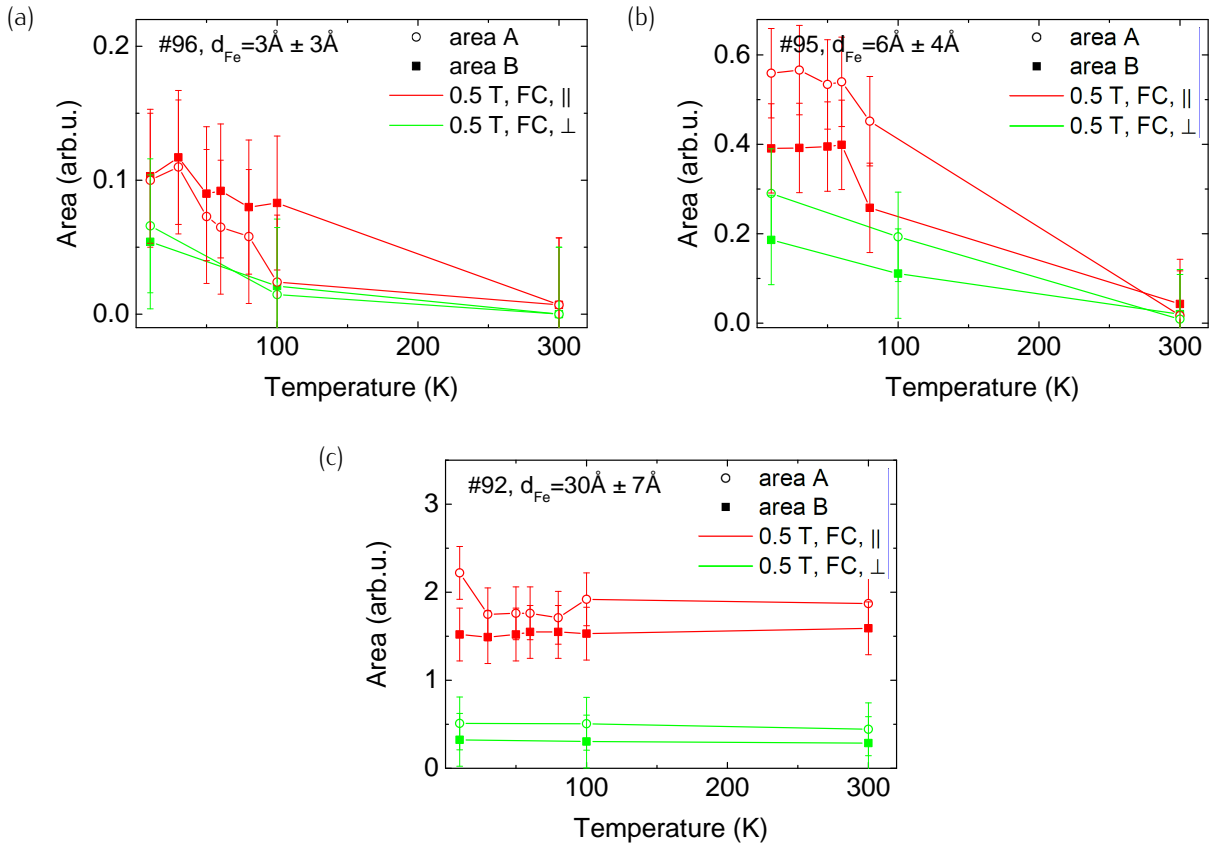 (a)
#96, dFe=3Å ± 3Å
area A
area B
0.5 T, FC, ||
0.5 T, FC, ⊥
0.2
0.1
0.0
Area (arb.u.)
100
200
300
Temperature (K)
(b)
#95, dFe=6Å ± 4Å
area A
area B
0.5 T, FC, ||
0.5 T, FC, ⊥
0.6
0.4
0.2
0.0
Area (arb.u.)
100
200
300
Temperature (K)
(c)
#92, dFe=30Å ± 7Å
area A
area B
0.5 T, FC, ||
0.5 T, FC, ⊥
3
2
1
0
Area (arb.u.)
100
200
300
Temperature (K)